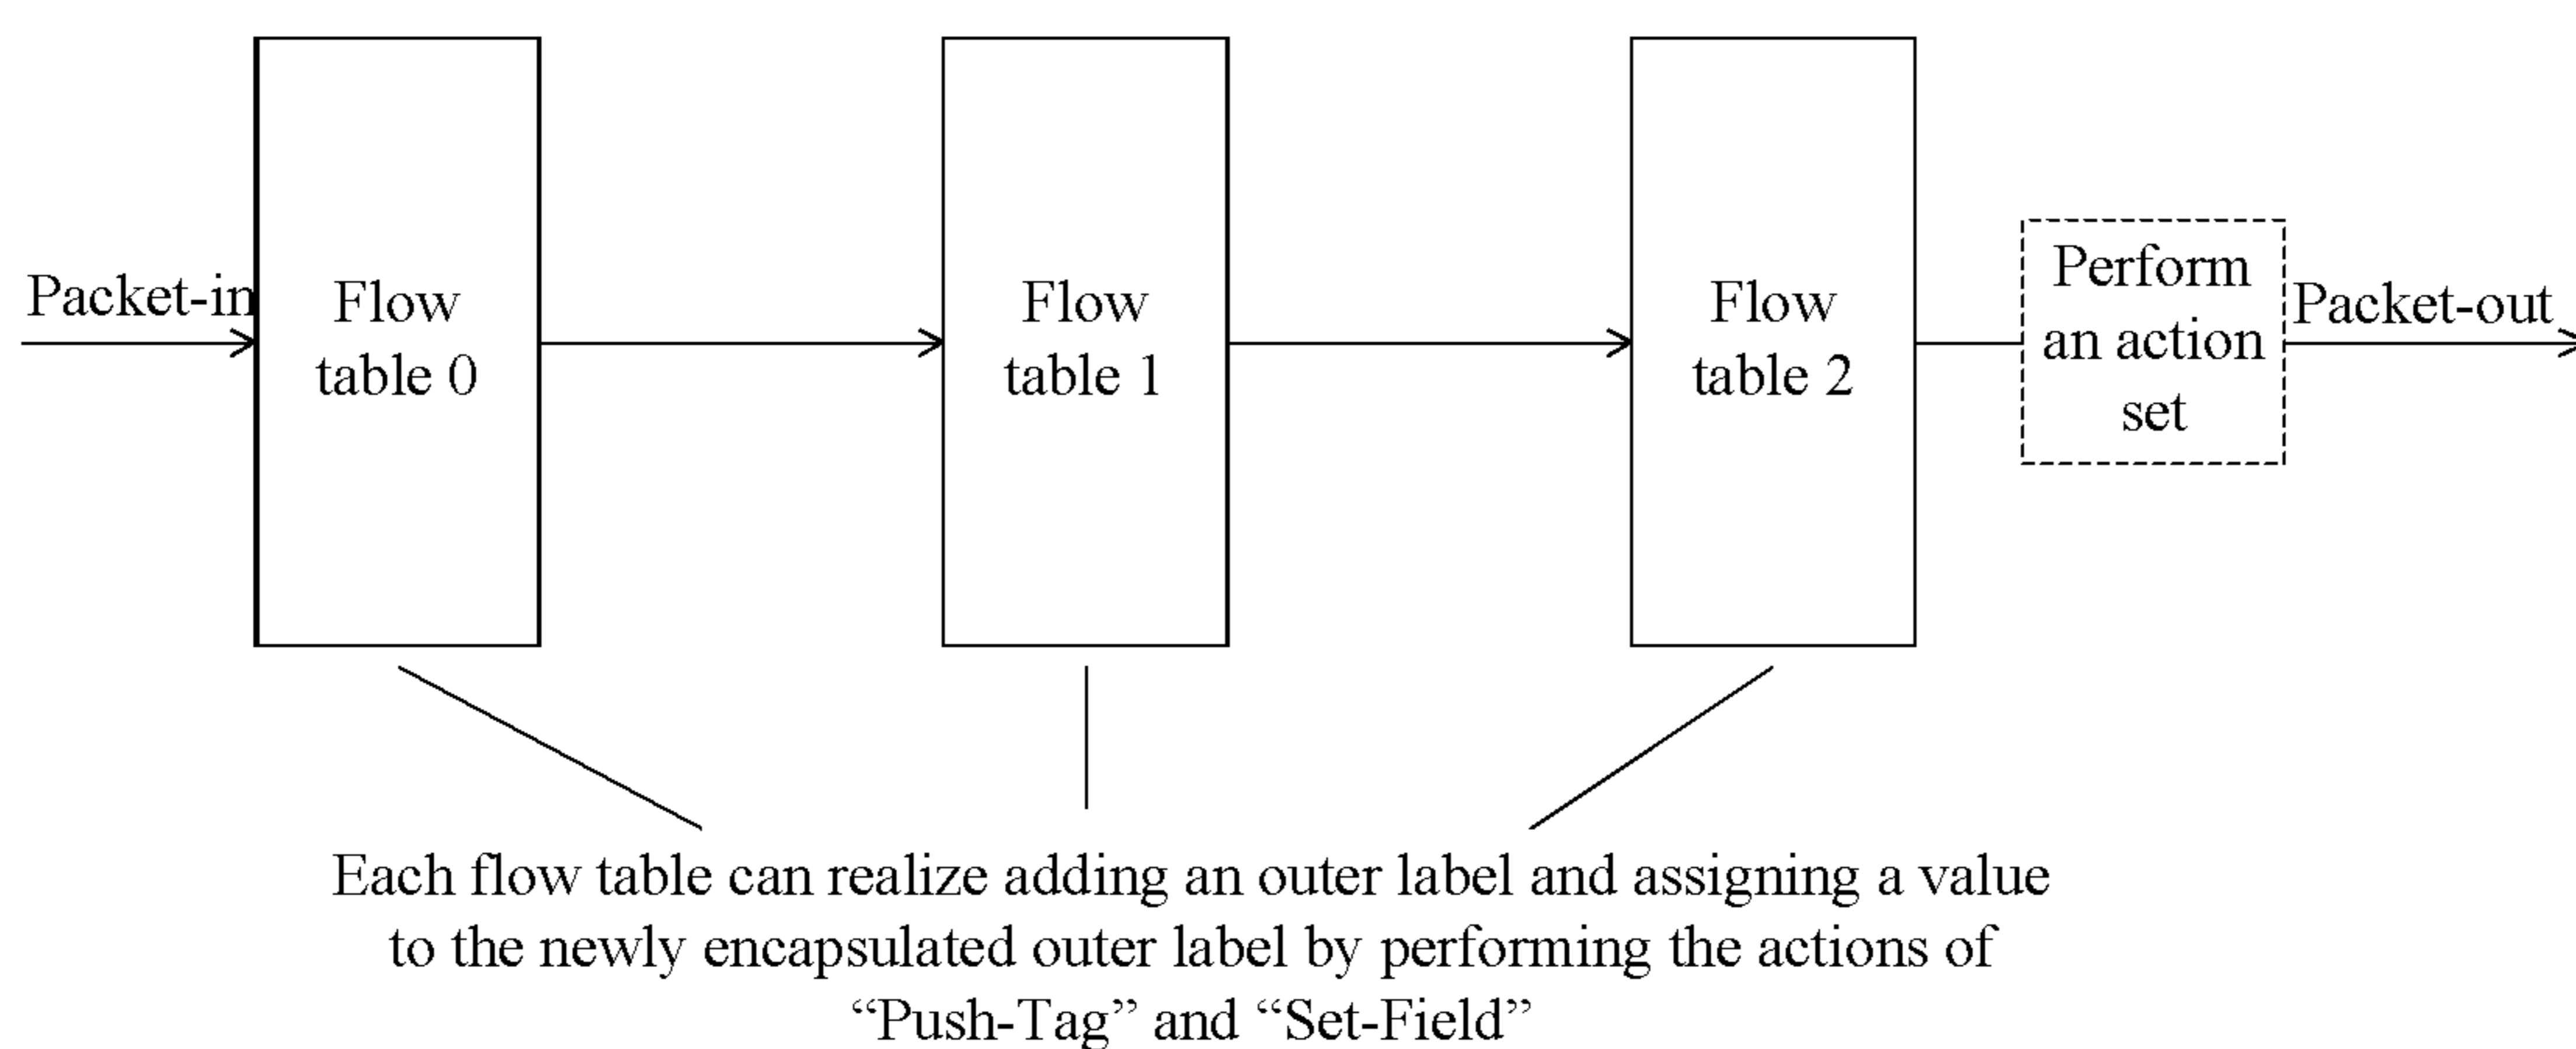 Packet-in
Flow
table 0
Flow
table 1
Flow
table 2
Perform
an action
set
Packet-out
Each flow table can realize adding an outer label and assigning a value
to the newly encapsulated outer label by performing the actions of
“Push-Tag” and “Set-Field”